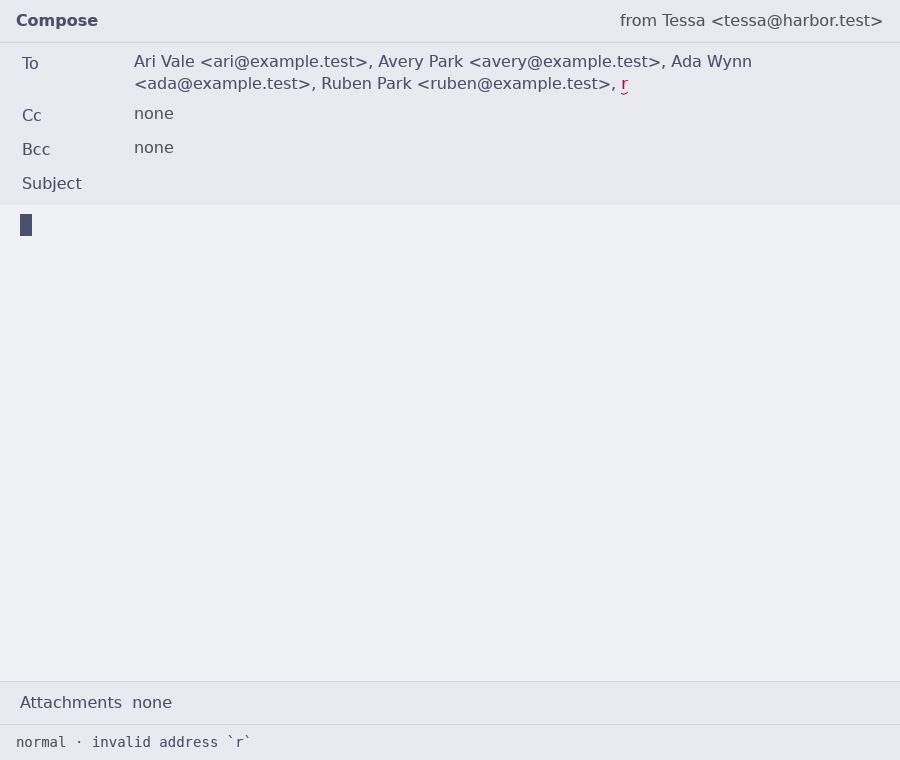 Compose
from Tessa <tessa@harbor.test>
To
Ari Vale <ari@example.test>, Avery Park <avery@example.test>, Ada Wynn
<ada@example.test>, Ruben Park <ruben@example.test>, r
Cc
none
Bcc
none
Subject
Attachments none
normal · invalid address `r`